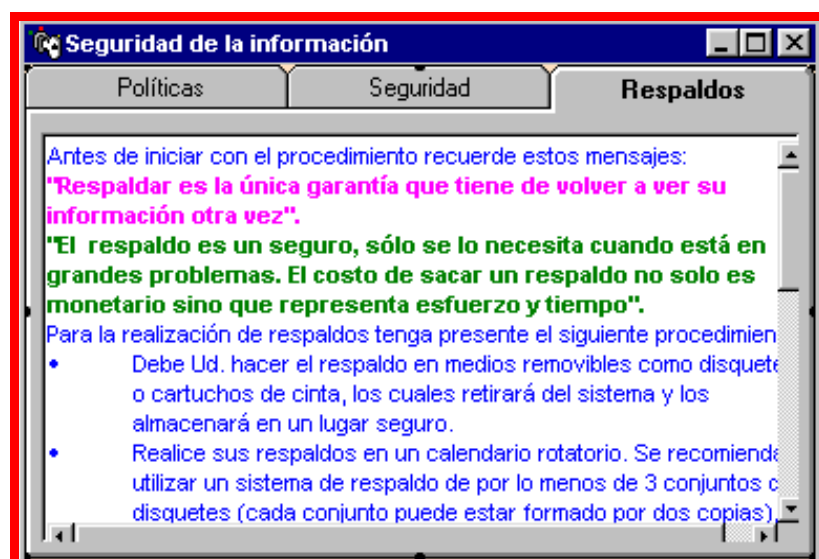 Seguridad de la información
Políticas Seguridad Respaldos
Antes de iniciar con el procedimiento recuerde estos mensajes:
"Respaldar es la única garantía que tiene de volver a ver su
información otra vez".
"El respaldo es un seguro, sólo se lo necesita cuando está en
grandes problemas. El costo de sacar un respaldo no solo es
monetario sino que representa esfuerzo y tiempo".
Para la realización de respaldos tenga presente el siguiente procedimien
• Debe Ud. hacer el respaldo en medios removibles como disquete
o cartuchos de cinta, los cuales retirará del sistema y los
almacenará en un lugar seguro.
• Realice sus respaldos en un calendario rotatorio. Se recomienda
utilizar un sistema de respaldo de por lo menos de 3 conjuntos d
disquetes (cada conjunto puede estar formado por dos copias),